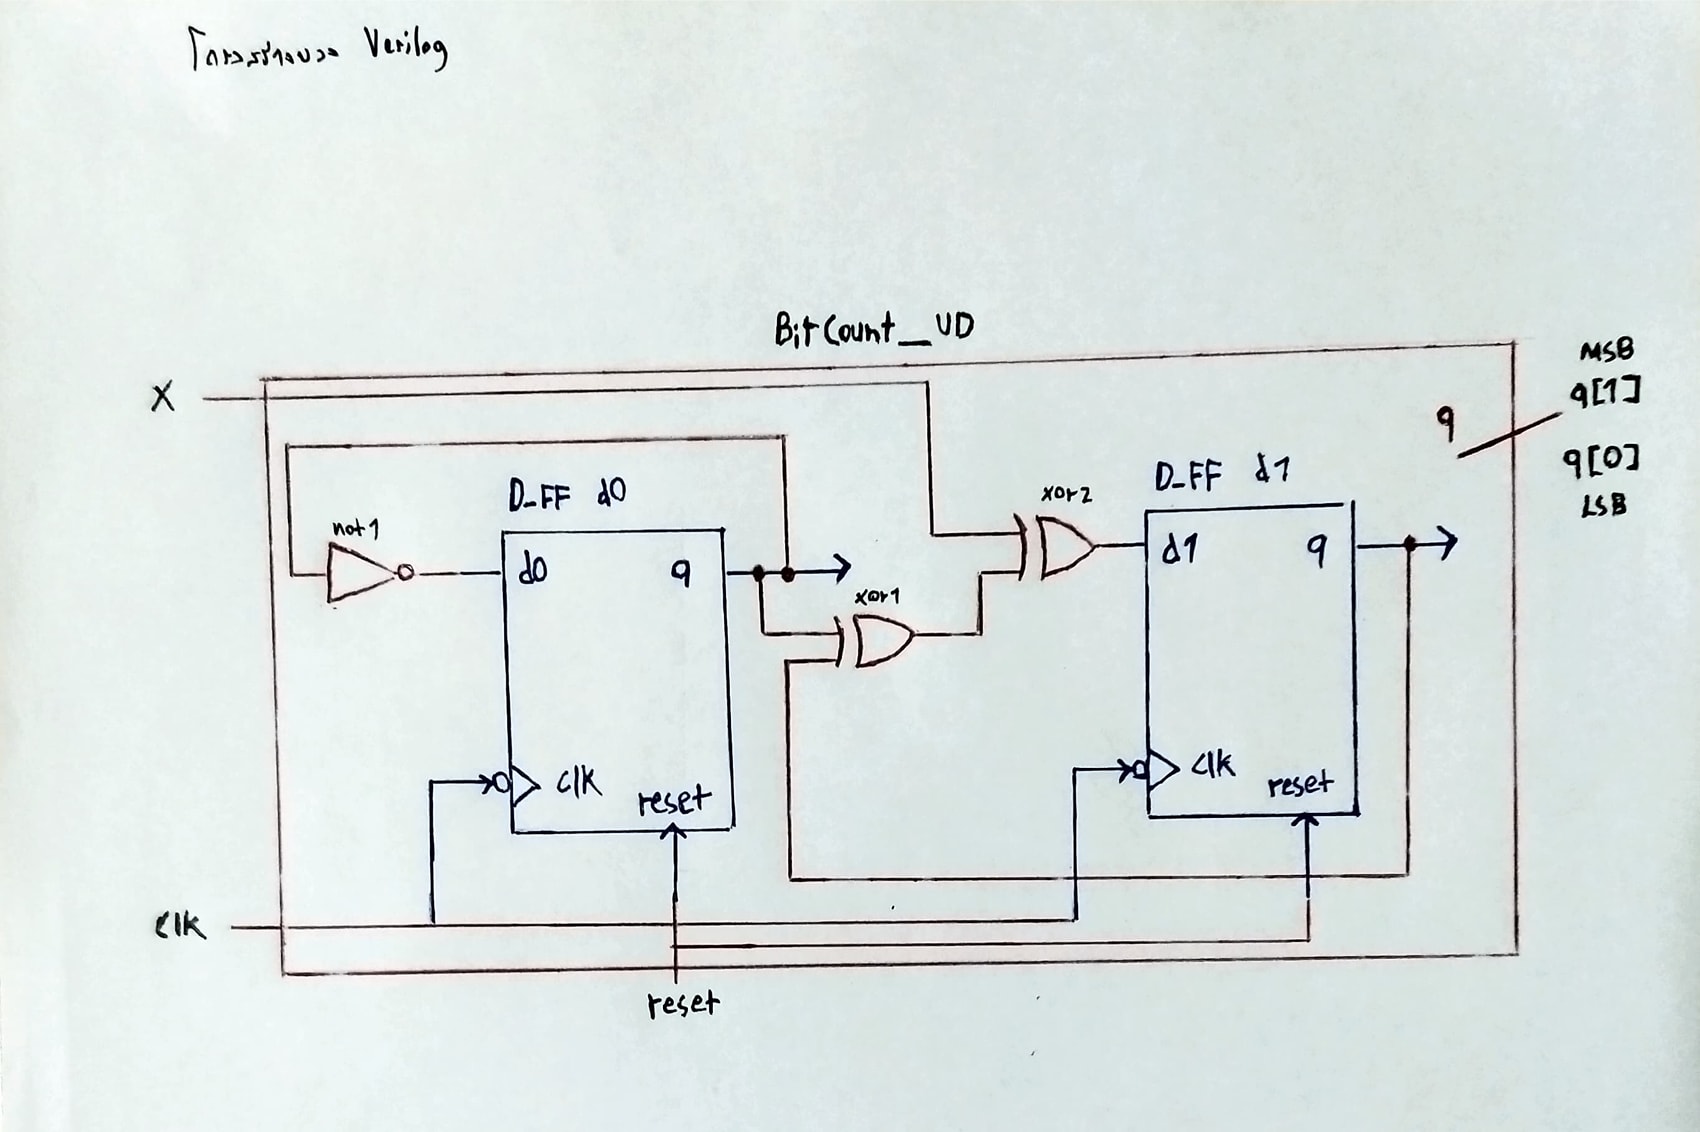 โครงร่างของ Verilog
BitCount_UD
X
MSB
q[1]
q
q[0]
LSB
D_FF d0
D_FF d1
not1
xor2
d0
q
d1
q
xor1
clk
reset
clk
reset
clk
reset